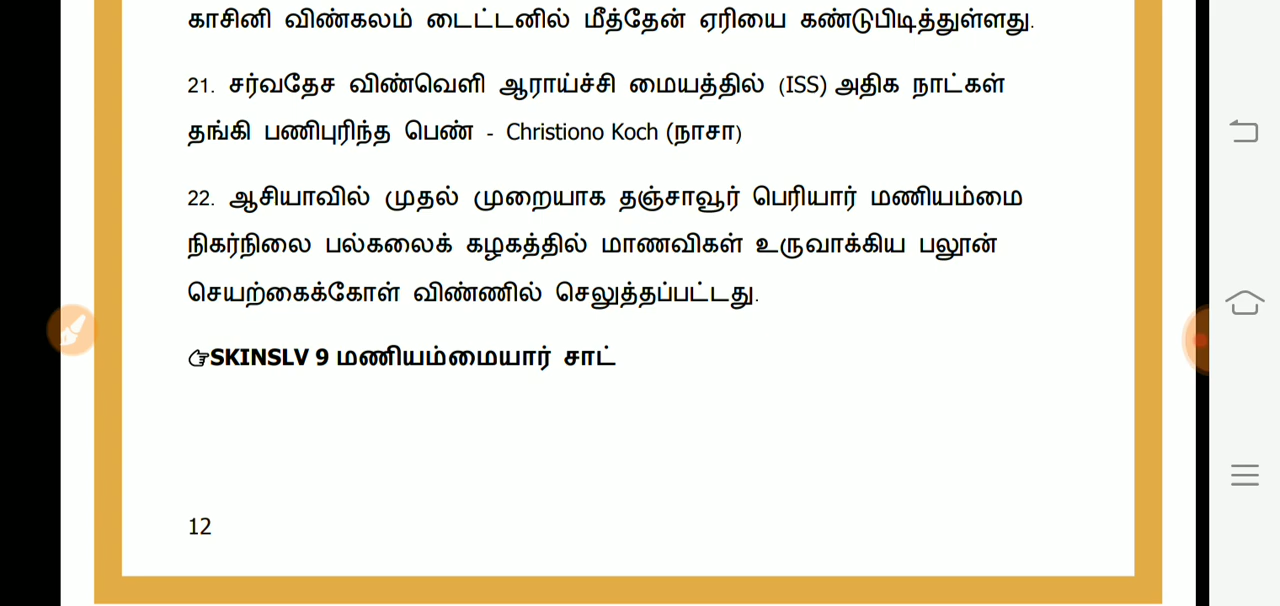 காசினி விண்கலம் டைட்டனில் மீத்தேன் ஏரியை கண்டுபிடித்துள்ளது.
21. சர்வதேச விண்வெளி ஆராய்ச்சி மையத்தில் (ISS) அதிக நாட்கள்
தங்கி பணிபுரிந்த பெண் - Christiono Koch (நாசா)
22. ஆசியாவில் முதல் முறையாக தஞ்சாவூர் பெரியார் மணியம்மை
நிகர்நிலை பல்கலைக் கழகத்தில் மாணவிகள் உருவாக்கிய பலூன்
செயற்கைக்கோள் விண்ணில் செலுத்தப்பட்டது.
👉SKINSLV 9 மணியம்மையார் சாட்
12